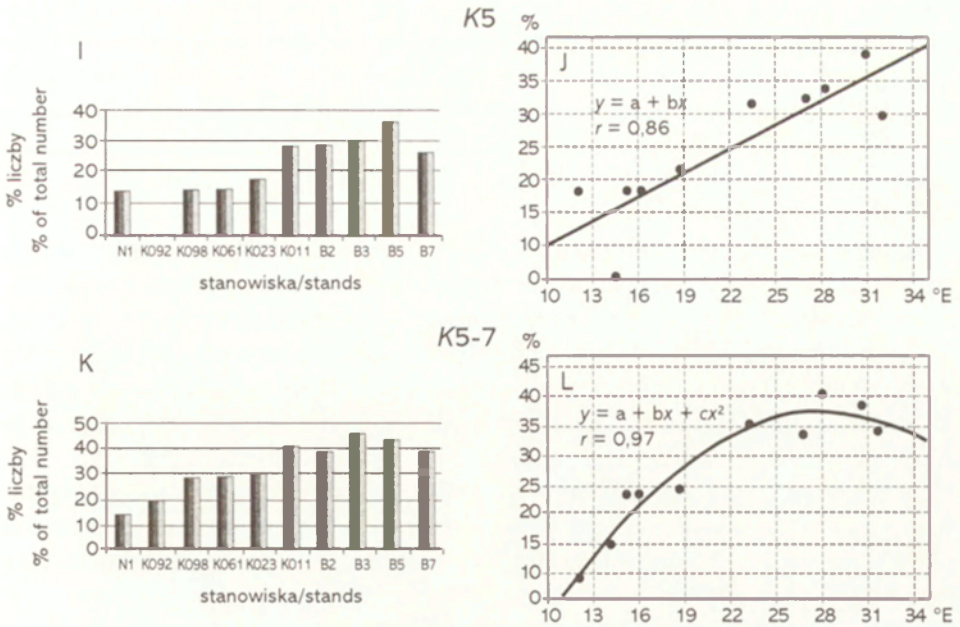 K5
I
% liczby
% of total number
40
30
20
10
0
N1 K092 K098 K061 K023 K011 B2 B3 B5 B7
stanowiska/stands
%
J
y = a + bx
r = 0,86
40
35
30
25
20
15
10
0
10 13 16 19 22 25 28 31 34 °E
K5-7
K
% liczby
% of total number
50
40
30
20
10
0
N1 K092 K098 K061 K023 K011 B2 B3 B5 B7
stanowiska/stands
%
L
y = a + bx + cx²
r = 0,97
45
40
35
30
25
20
15
10
0
10 13 16 19 22 25 28 31 34 °E